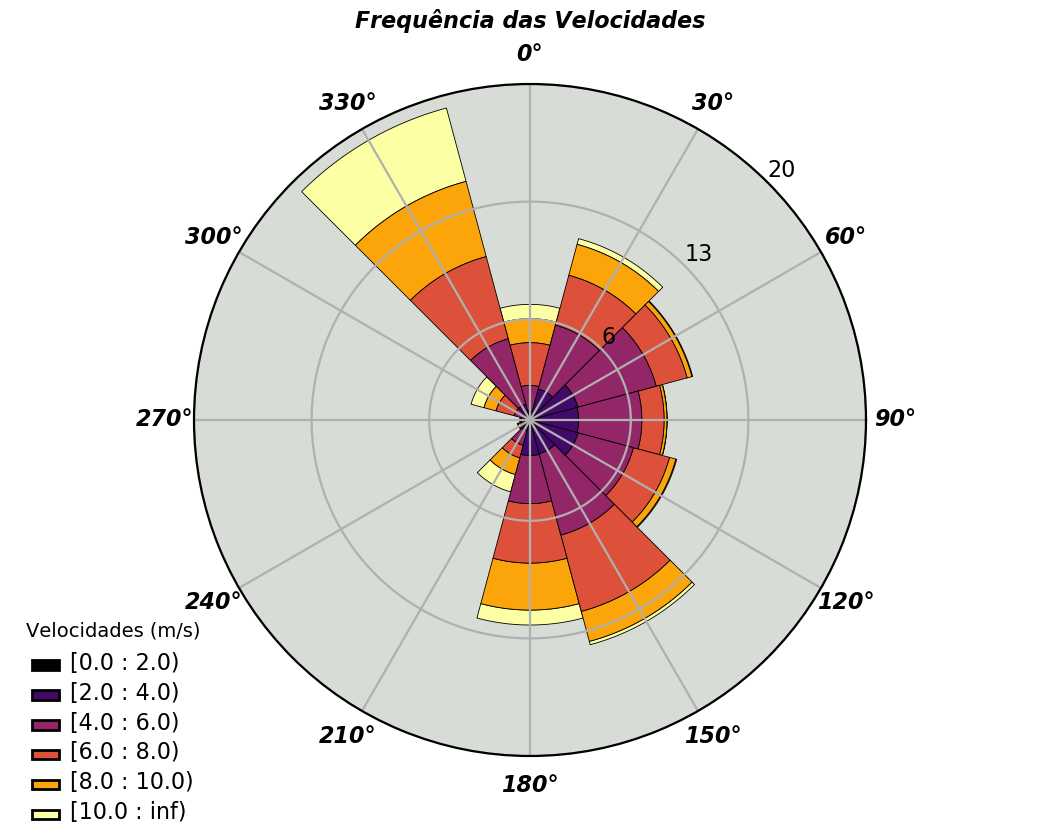 Frequência das Velocidades
0°
330°
30°
20
300°
60°
13
6
270°
90°
240°
120°
210°
150°
180°
Velocidades (m/s)
[0.0 : 2.0)
[2.0 : 4.0)
[4.0 : 6.0)
[6.0 : 8.0)
[8.0 : 10.0)
[10.0 : inf)